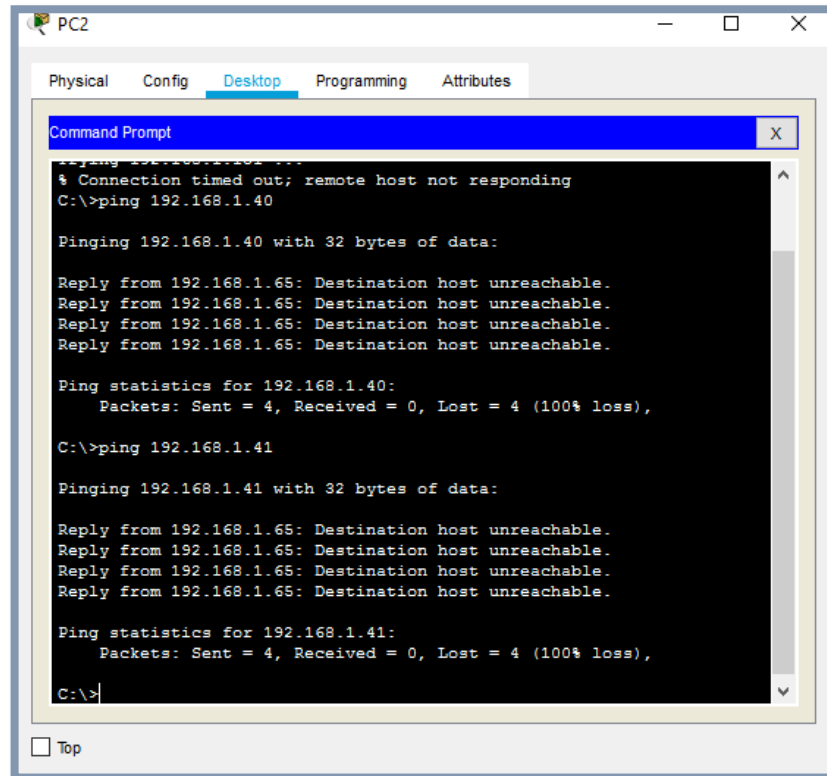 PC2
Physical Config Desktop Programming Attributes
Command Prompt
X
Trying 192.168.1.161 ...
% Connection timed out; remote host not responding
C:\>ping 192.168.1.40
Pinging 192.168.1.40 with 32 bytes of data:
Reply from 192.168.1.65: Destination host unreachable.
Reply from 192.168.1.65: Destination host unreachable.
Reply from 192.168.1.65: Destination host unreachable.
Reply from 192.168.1.65: Destination host unreachable.
Ping statistics for 192.168.1.40:
Packets: Sent = 4, Received = 0, Lost = 4 (100% loss),
C:\>ping 192.168.1.41
Pinging 192.168.1.41 with 32 bytes of data:
Reply from 192.168.1.65: Destination host unreachable.
Reply from 192.168.1.65: Destination host unreachable.
Reply from 192.168.1.65: Destination host unreachable.
Reply from 192.168.1.65: Destination host unreachable.
Ping statistics for 192.168.1.41:
Packets: Sent = 4, Received = 0, Lost = 4 (100% loss),
C:\>
Top